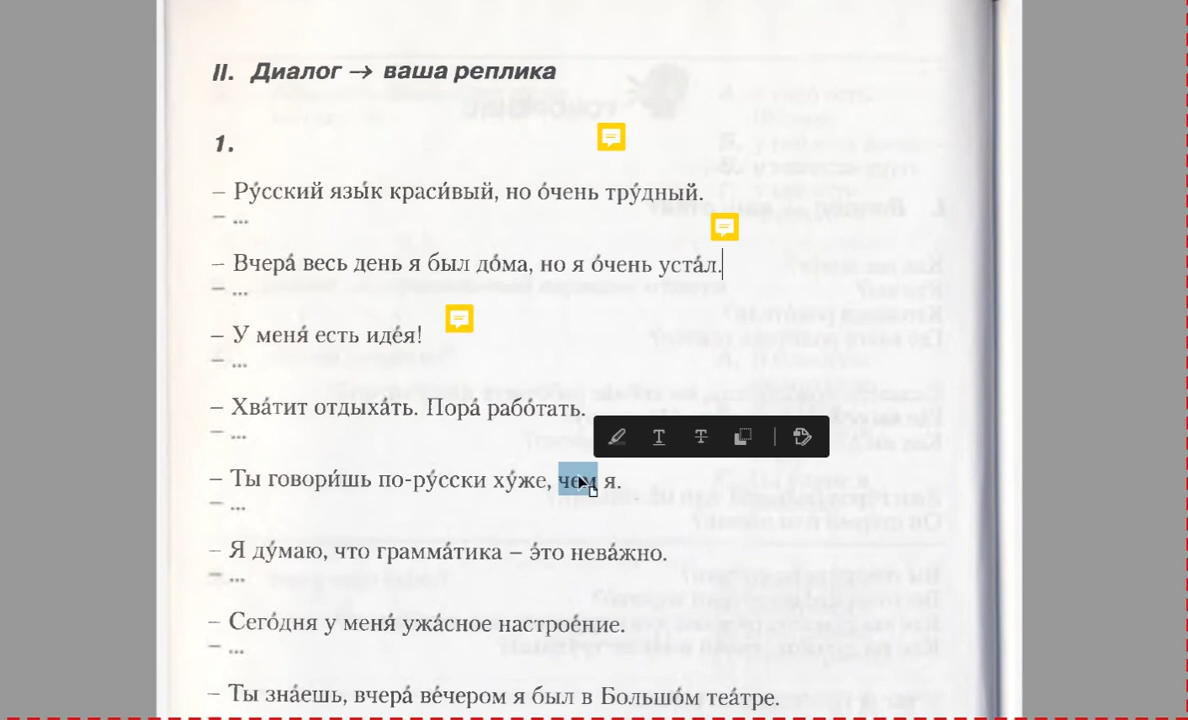 II. Диалог → ваша реплика
1.
– Ру́сский язы́к краси́вый, но о́чень тру́дный.
– ...
– Вчера́ весь день я был до́ма, но я о́чень уста́л.
– ...
– У меня́ есть иде́я!
– ...
– Хва́тит отдыха́ть. Пора́ рабо́тать.
– ...
– Ты говори́шь по-ру́сски ху́же, чем я.
– ...
– Я ду́маю, что грамма́тика – э́то нева́жно.
– ...
– Сего́дня у меня́ ужа́сное настрое́ние.
– ...
– Ты зна́ешь, вчера́ ве́чером я был в Большо́м теа́тре.